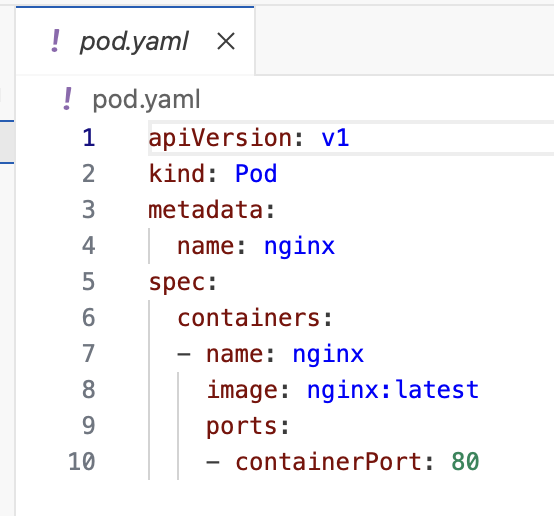 ! pod.yaml ×
! pod.yaml
1 apiVersion: v1
2 kind: Pod
3 metadata:
4   name: nginx
5 spec:
6   containers:
7   - name: nginx
8     image: nginx:latest
9     ports:
10     - containerPort: 80